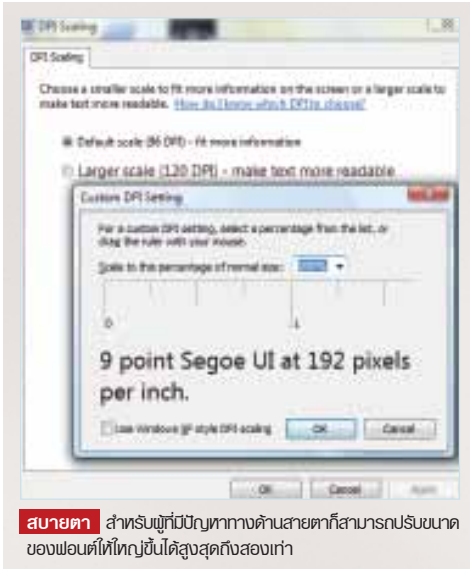 DPI Scaling
DPI Scaling
Choose a smaller scale to fit more information on the screen or a larger scale to
make text more readable. How do I know which DPI to choose?
Default scale (96 DPI) - fit more information
Larger scale (120 DPI) - make text more readable
Custom DPI Setting
For a custom DPI setting, select a percentage from the list, or
drag the ruler with your mouse.
Scale to this percentage of normal size:
0 1
9 point Segoe UI at 192 pixels
per inch.
Use Windows XP style DPI scaling OK Cancel
OK Cancel Apply
สบายตา สำหรับผู้ที่มีปัญหาทางด้านสายตาก็สามารถปรับขนาด
ของฟอนต์ให้ใหญ่ขึ้นได้สูงสุดถึงสองเท่า